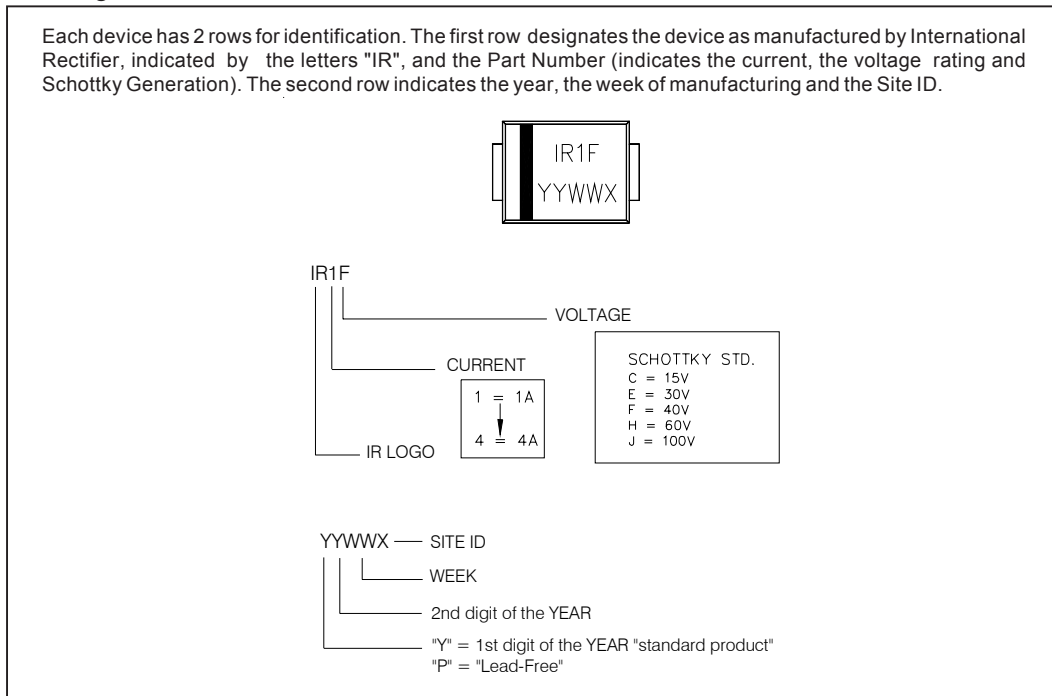 Each device has 2 rows for identification. The first row designates the device as manufactured by International
Rectifier, indicated by the letters "IR", and the Part Number (indicates the current, the voltage rating and
Schottky Generation). The second row indicates the year, the week of manufacturing and the Site ID.
IR1F
YYWWX
IR1F
VOLTAGE
SCHOTTKY STD.
C = 15V
E = 30V
F = 40V
H = 60V
J = 100V
CURRENT
1 = 1A
4 = 4A
IR LOGO
YYWWX
SITE ID
WEEK
2nd digit of the YEAR
"Y" = 1st digit of the YEAR "standard product"
"P" = "Lead-Free"